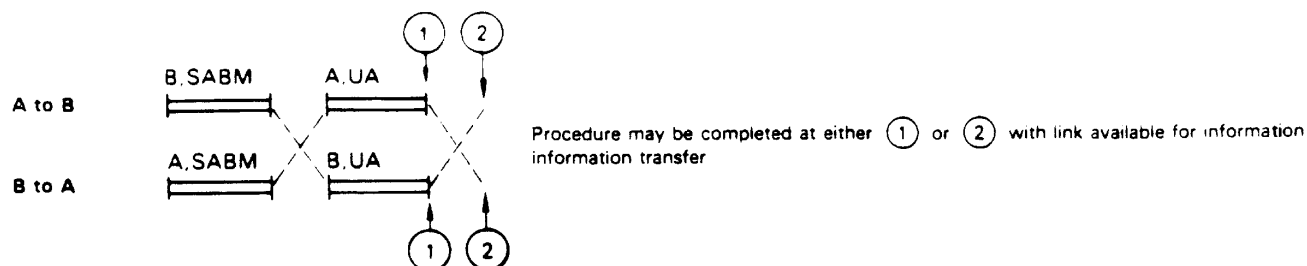 1 2
B,SABM A,UA
A to B
Procedure may be completed at either 1 or 2 with link available for information
information transfer
A,SABM B,UA
B to A
1 2